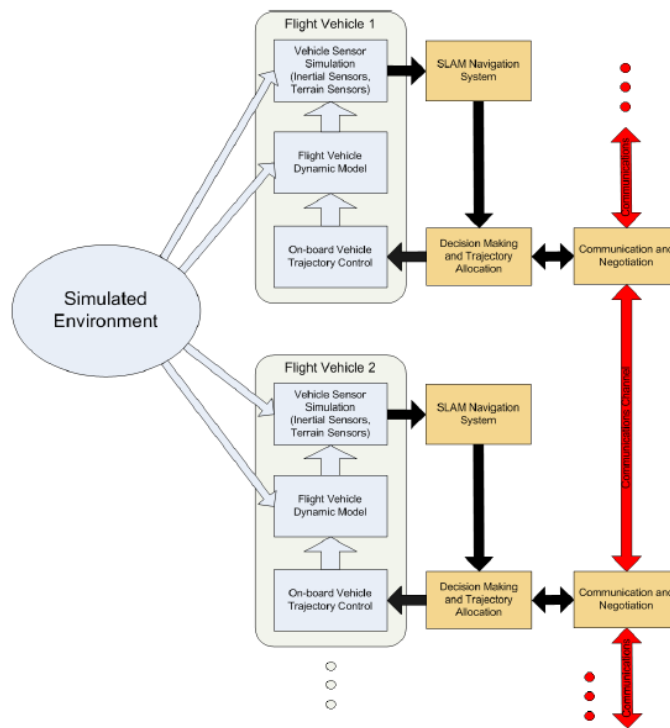 Flight Vehicle 1
Vehicle Sensor
Simulation
(Inertial Sensors,
Terrain Sensors)
SLAM Navigation
System
Flight Vehicle
Dynamic Model
On-board Vehicle
Trajectory Control
Decision Making
and Trajectory
Allocation
Communication and
Negotiation
Communications
Simulated
Environment
Communications Channel
Flight Vehicle 2
Vehicle Sensor
Simulation
(Inertial Sensors,
Terrain Sensors)
SLAM Navigation
System
Flight Vehicle
Dynamic Model
On-board Vehicle
Trajectory Control
Decision Making
and Trajectory
Allocation
Communication and
Negotiation
Communications